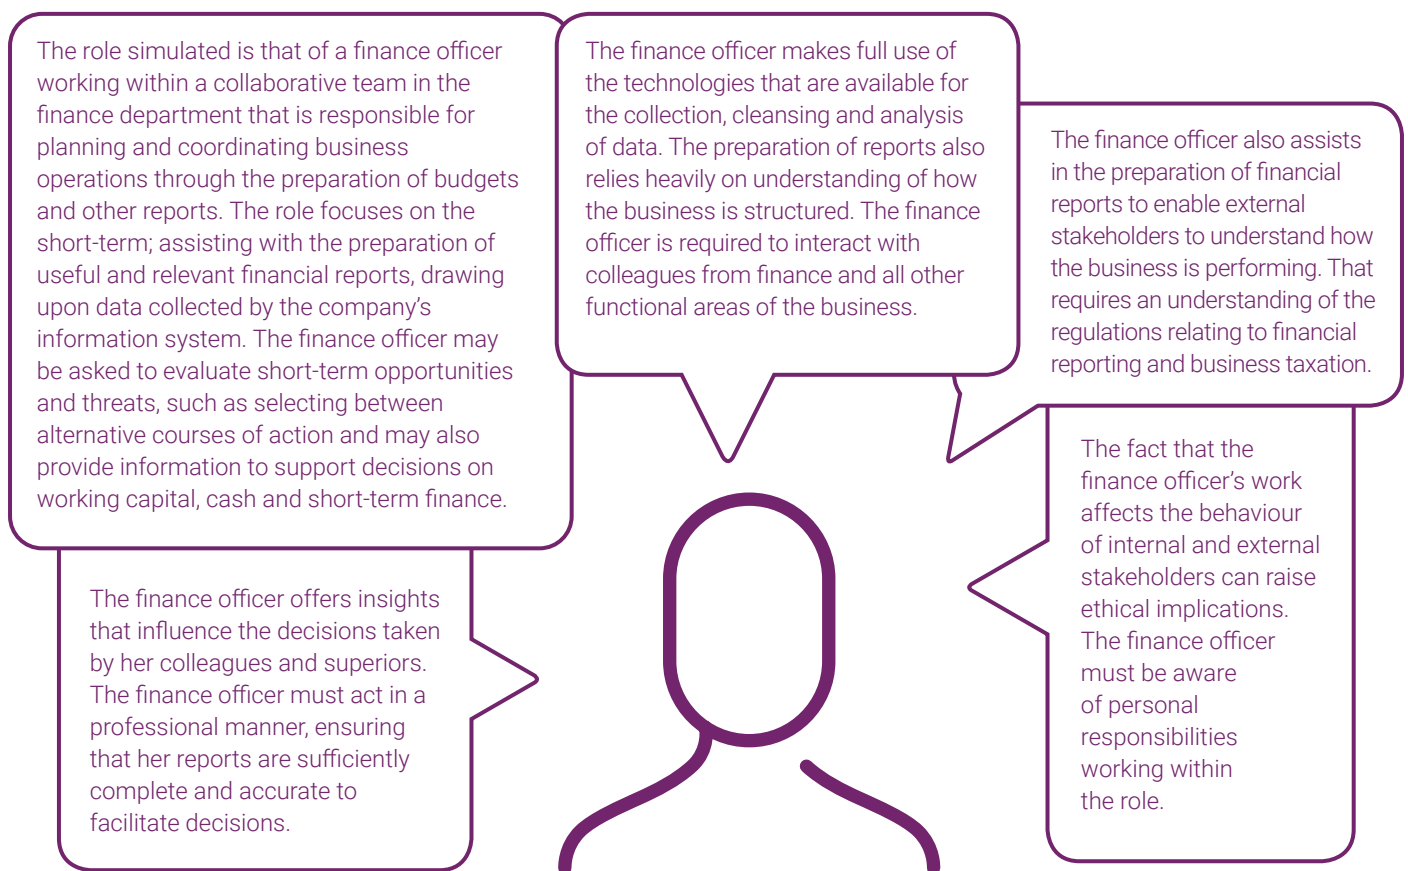 The role simulated is that of a finance officer
working within a collaborative team in the
finance department that is responsible for
planning and coordinating business
operations through the preparation of budgets
and other reports. The role focuses on the
short-term; assisting with the preparation of
useful and relevant financial reports, drawing
upon data collected by the company's
information system. The finance officer may
be asked to evaluate short-term opportunities
and threats, such as selecting between
alternative courses of action and may also
provide information to support decisions on
working capital, cash and short-term finance.
The finance officer makes full use of
the technologies that are available for
the collection, cleansing and analysis
of data. The preparation of reports also
relies heavily on understanding of how
the business is structured. The finance
officer is required to interact with
colleagues from finance and all other
functional areas of the business.
The finance officer also assists
in the preparation of financial
reports to enable external
stakeholders to understand how
the business is performing. That
requires an understanding of the
regulations relating to financial
reporting and business taxation.
The finance officer offers insights
that influence the decisions taken
by her colleagues and superiors.
The finance officer must act in a
professional manner, ensuring
that her reports are sufficiently
complete and accurate to
facilitate decisions.
The fact that the
finance officer's work
affects the behaviour
of internal and external
stakeholders can raise
ethical implications.
The finance officer
must be aware
of personal
responsibilities
working within
the role.